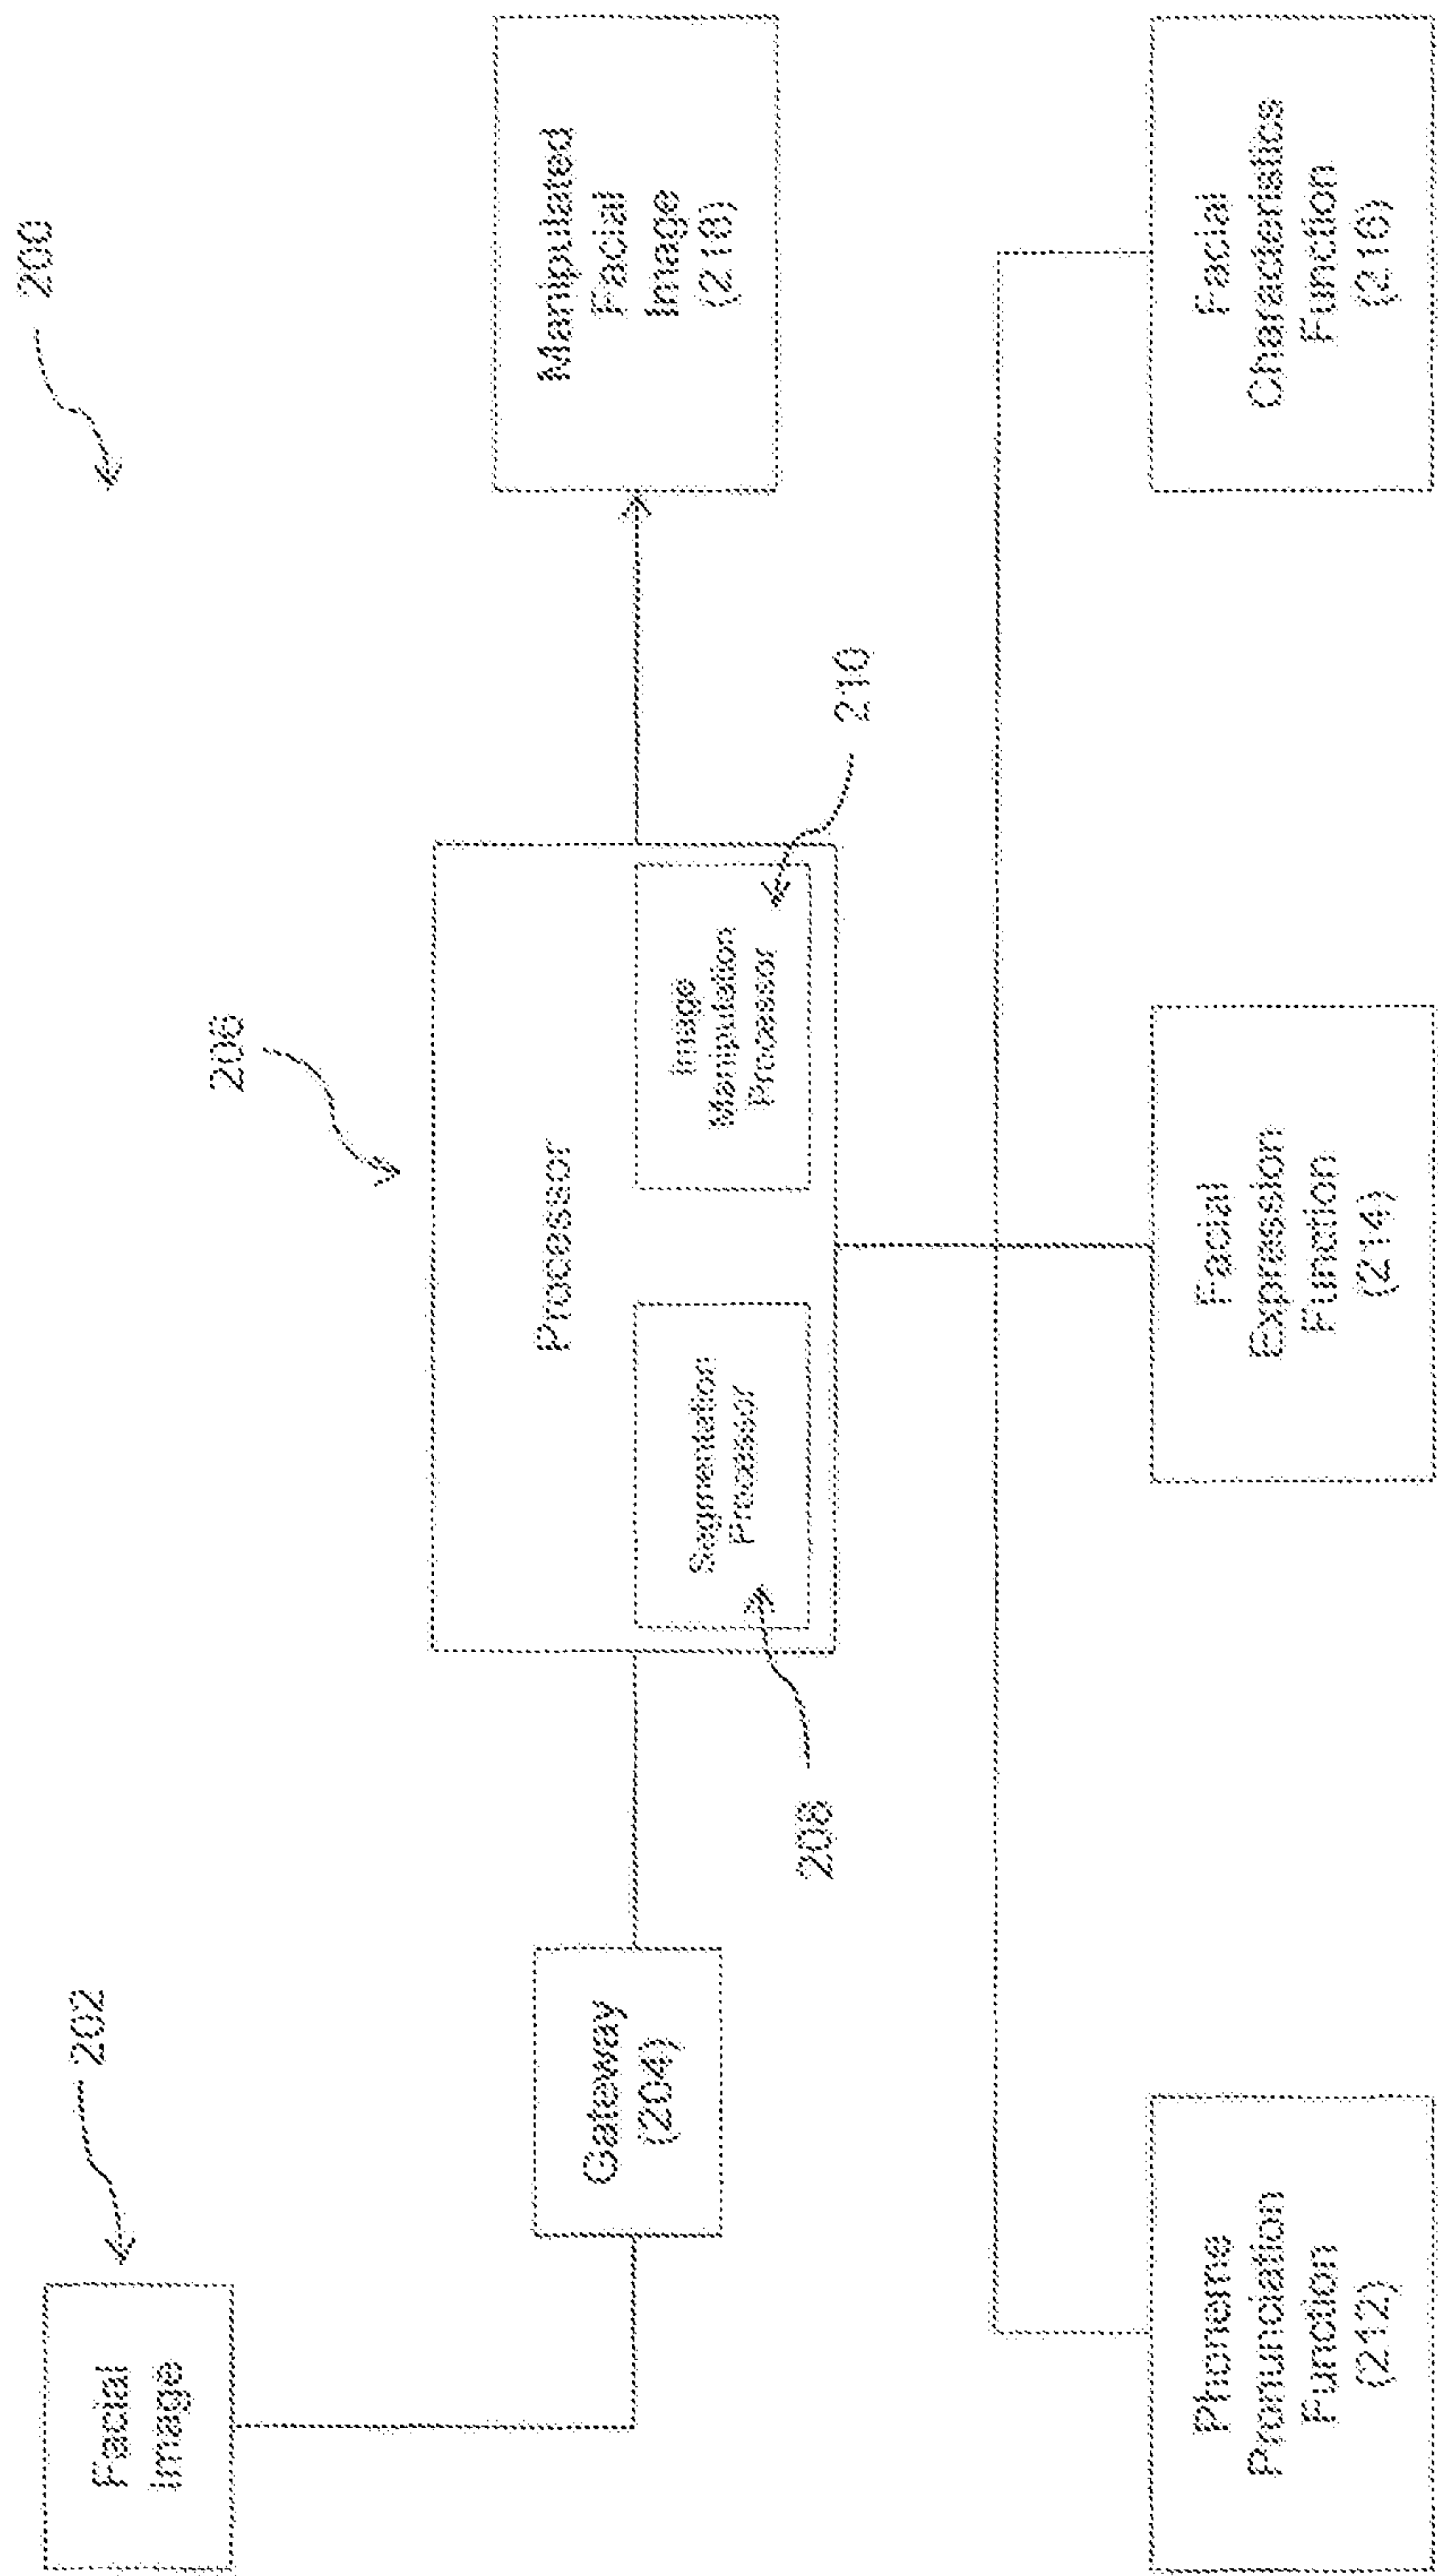 200
202
Facial
Image
206
Gateway
(204)
Processor
Segmentation
Processor
Image
Manipulation
Processor
Manipulated
Facial
Image
(218)
208
210
Phoneme
Pronunciation
Function
(212)
Facial
Expression
Function
(214)
Facial
Characteristics
Function
(216)